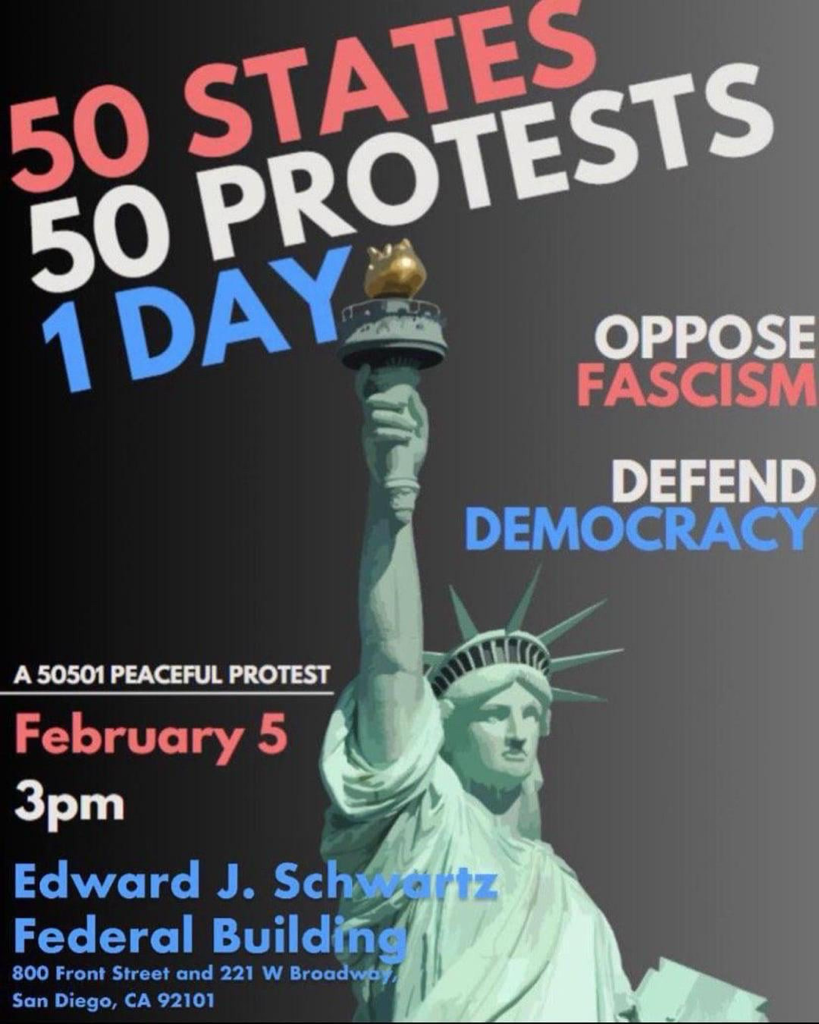 50 STATES
50 PROTESTS
1 DAY
OPPOSE
FASCISM
DEFEND
DEMOCRACY
A 50501 PEACEFUL PROTEST
February 5
3pm
Edward J. Schwartz
Federal Building
800 Front Street and 221 W Broadway,
San Diego, CA 92101